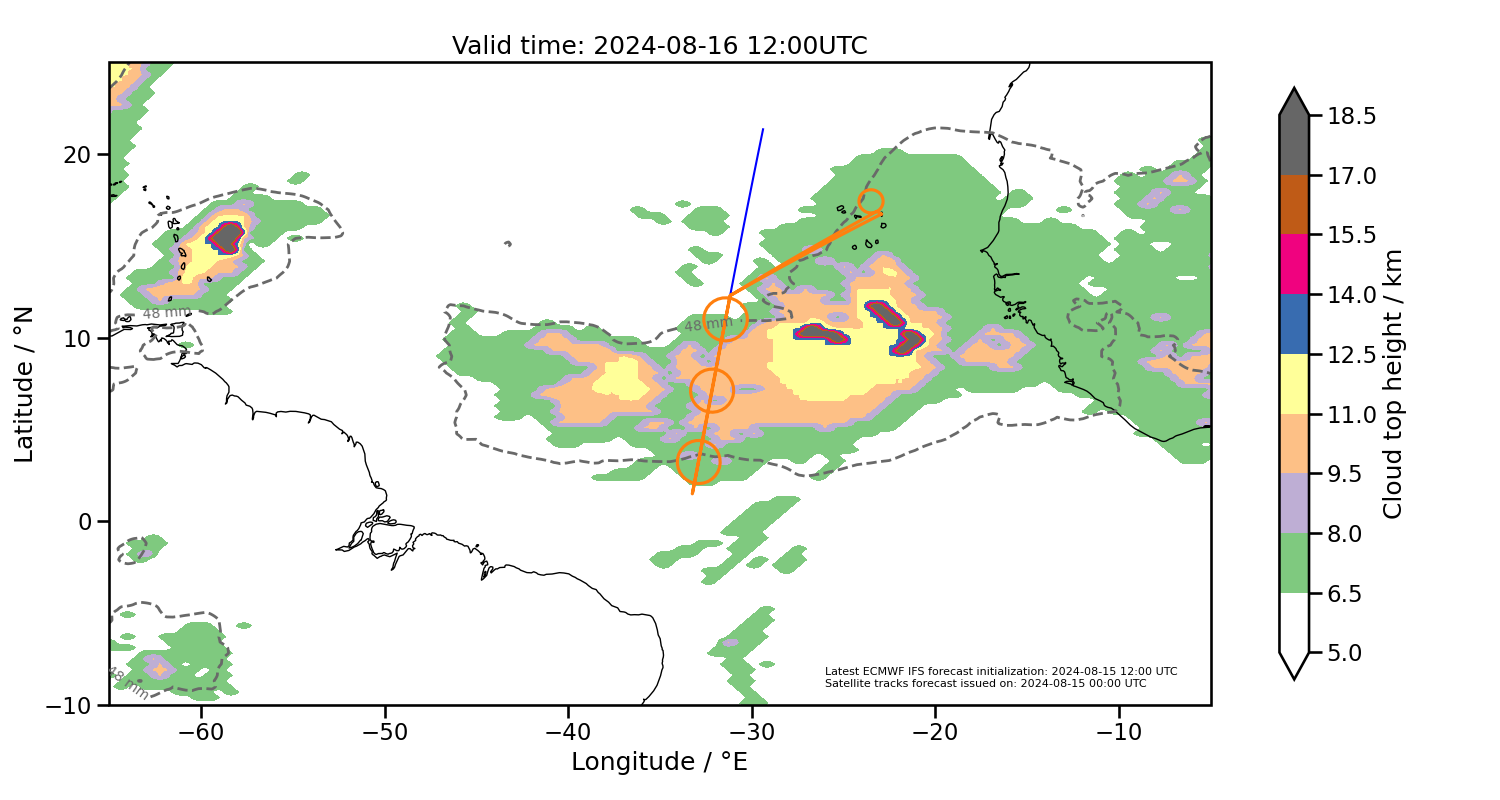 Valid time: 2024-08-16 12:00UTC
Latitude / °N
20
10
0
−10
48 mm
48 mm
48 mm
Latest ECMWF IFS forecast initialization: 2024-08-15 12:00 UTC
Satellite tracks forecast issued on: 2024-08-15 00:00 UTC
−60
−50
−40
−30
−20
−10
Longitude / °E
18.5
17.0
15.5
14.0
12.5
11.0
9.5
8.0
6.5
5.0
Cloud top height / km